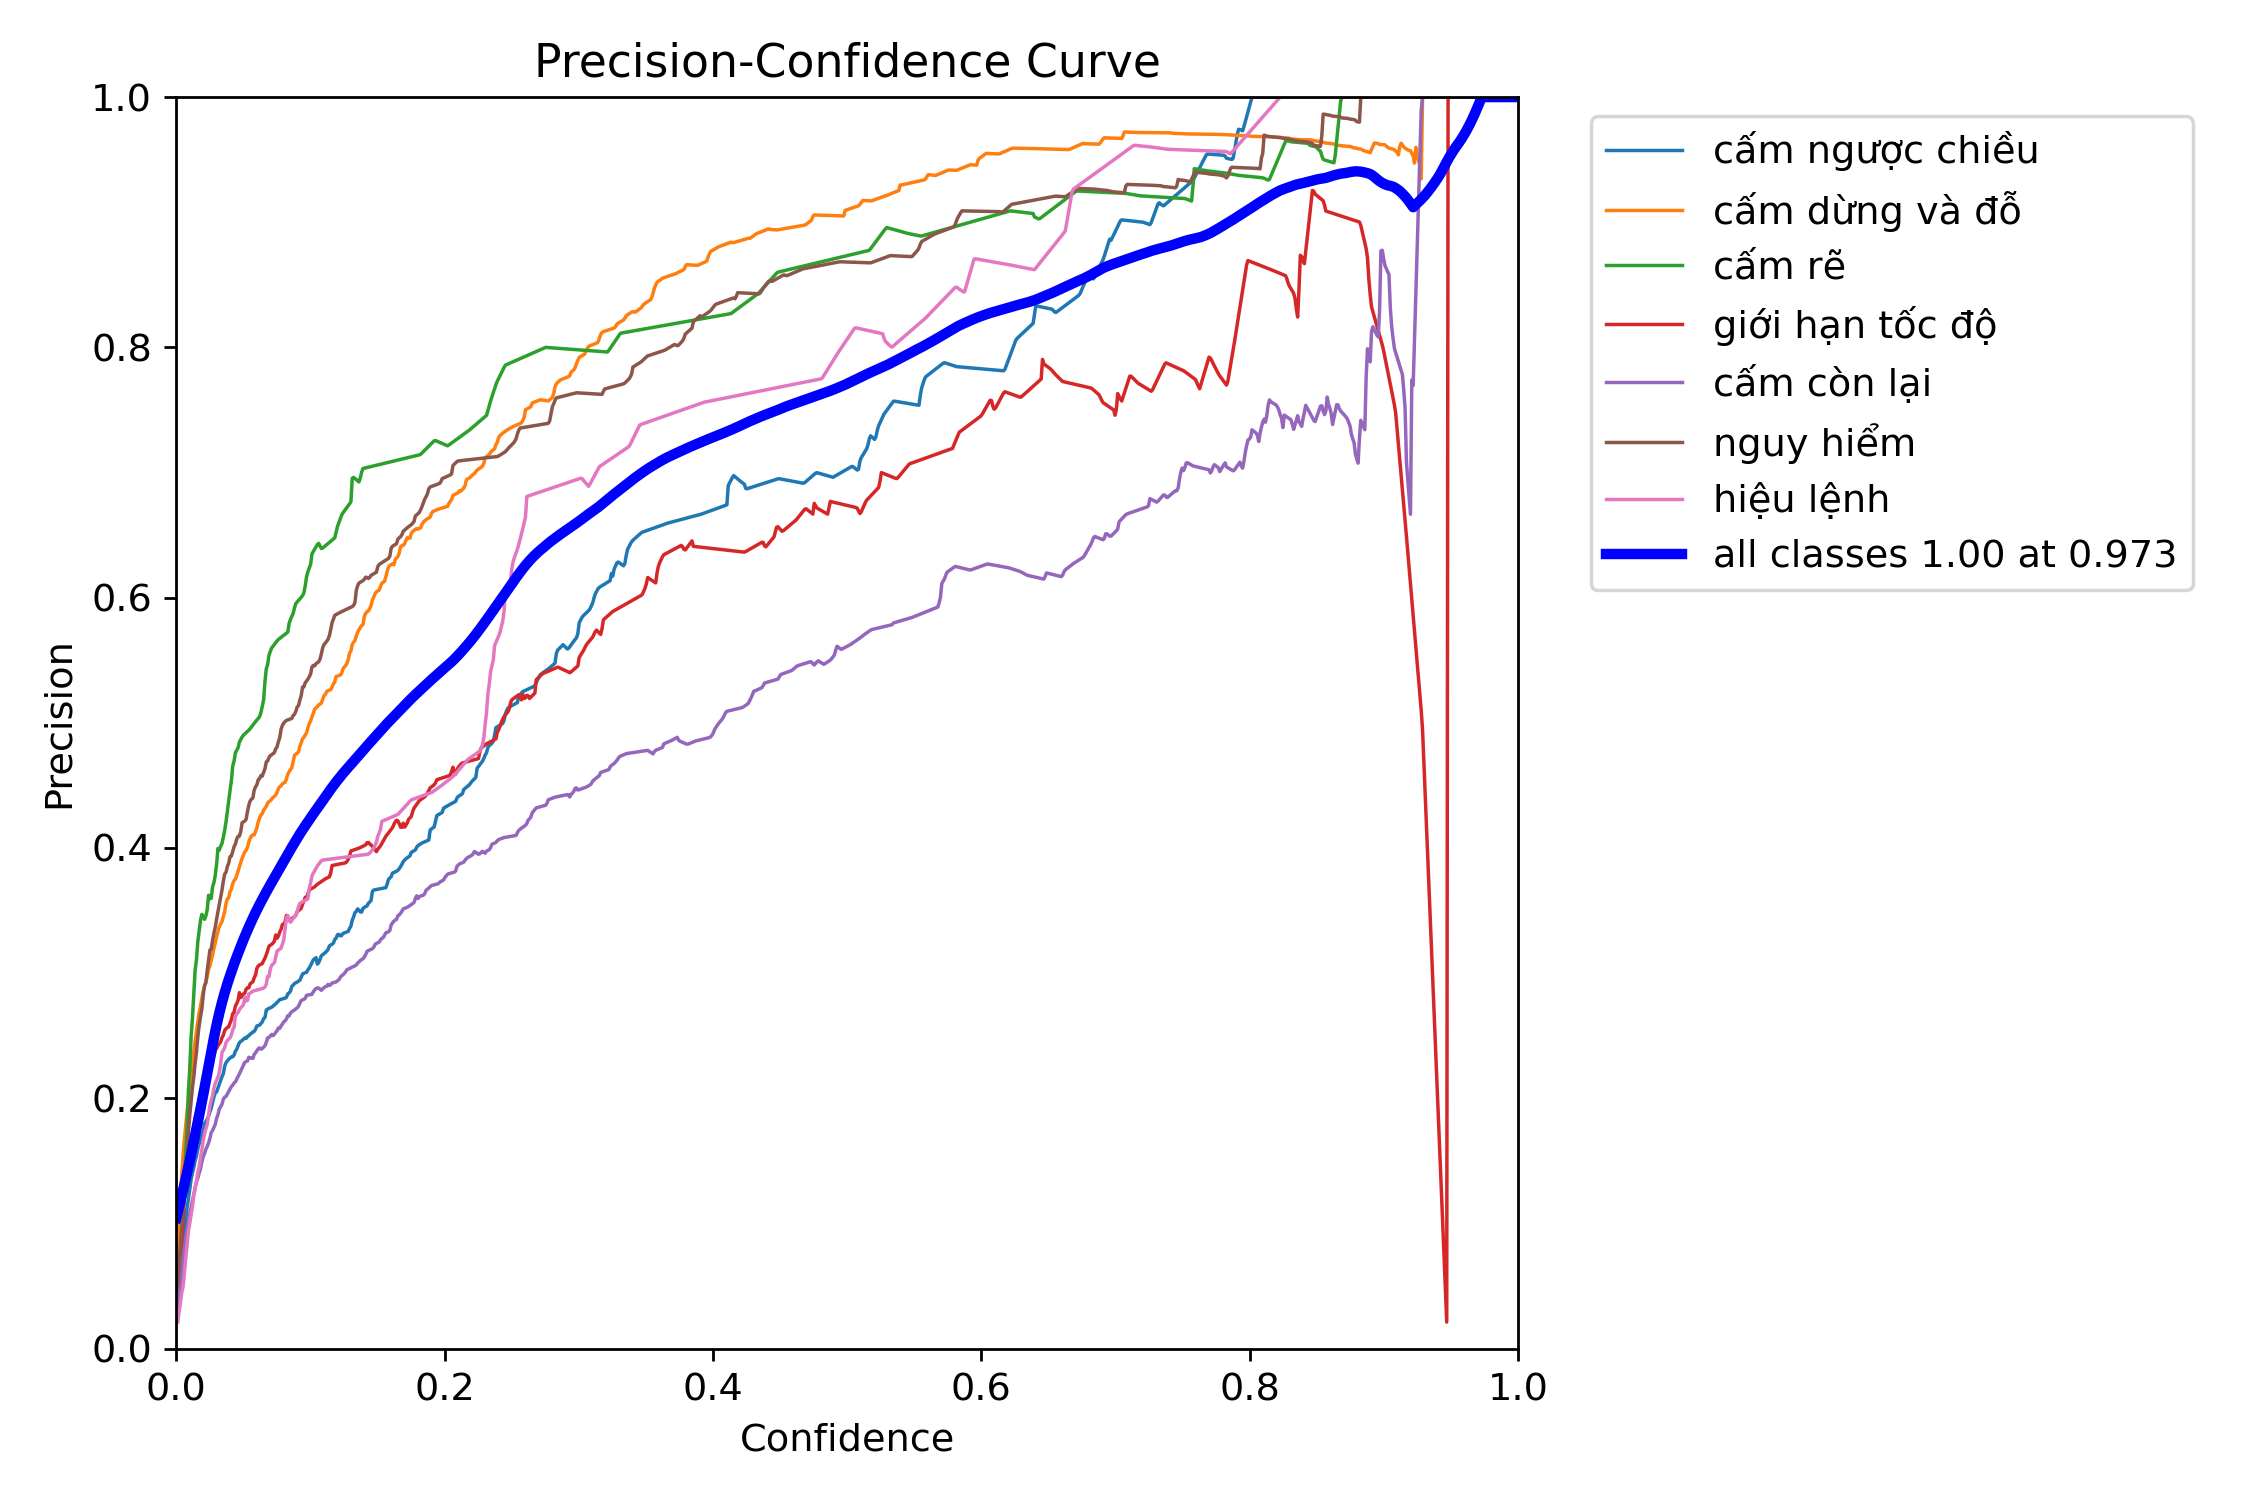 Precision-Confidence Curve
1.0
0.8
0.6
0.4
0.2
0.0
Precision
0.0 0.2 0.4 0.6 0.8 1.0
Confidence
cấm ngược chiều
cấm dừng và đỗ
cấm rẽ
giới hạn tốc độ
cấm còn lại
nguy hiểm
hiệu lệnh
all classes 1.00 at 0.973